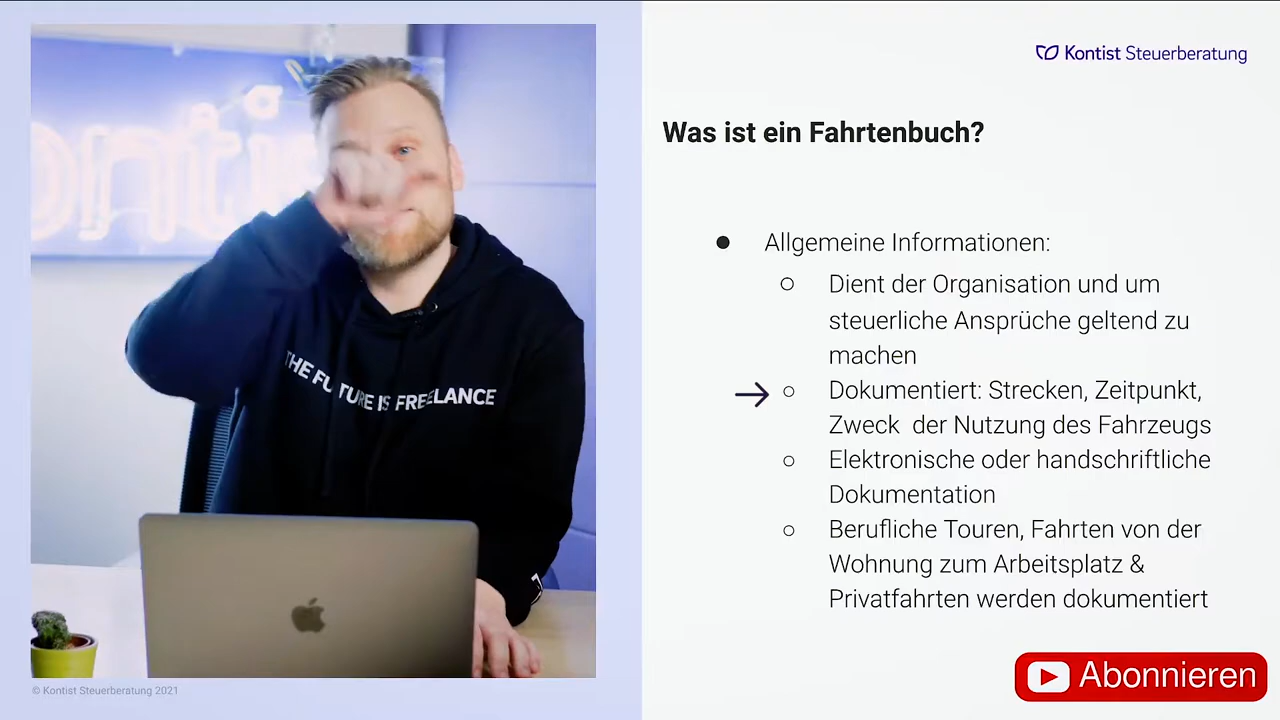 Kontist Steuerberatung
Was ist ein Fahrtenbuch?
Allgemeine Informationen:
Dient der Organisation und um
steuerliche Ansprüche geltend zu
machen
Dokumentiert: Strecken, Zeitpunkt,
Zweck der Nutzung des Fahrzeugs
Elektronische oder handschriftliche
Dokumentation
Berufliche Touren, Fahrten von der
Wohnung zum Arbeitsplatz &
Privatfahrten werden dokumentiert
THE FUTURE IS FREELANCE
© Kontist Steuerberatung 2021
Abonnieren